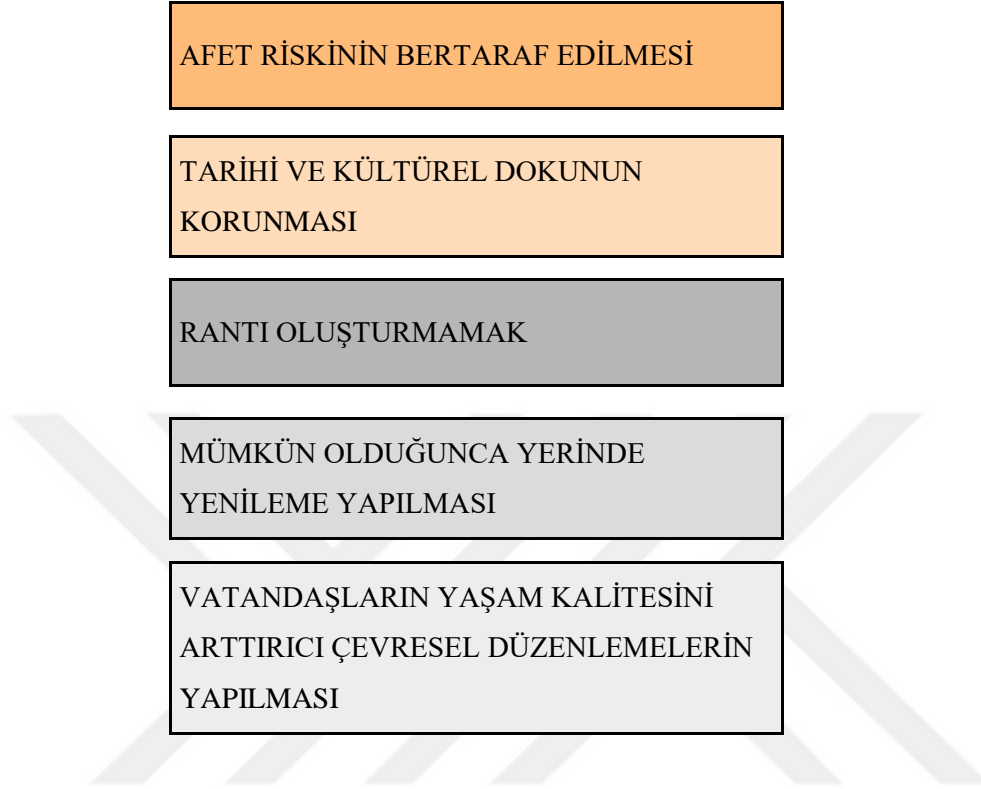 AFET RİSKİNİN BERTARAF EDİLMESİ
TARİHİ VE KÜLTÜREL DOKUNUN
KORUNMASI
RANTI OLUŞTURMAMAK
MÜMKÜN OLDUĞUNCA YERİNDE
YENİLEME YAPILMASI
VATANDAŞLARIN YAŞAM KALİTESİNİ
ARTTIRICI ÇEVRESEL DÜZENLEMELERİN
YAPILMASI